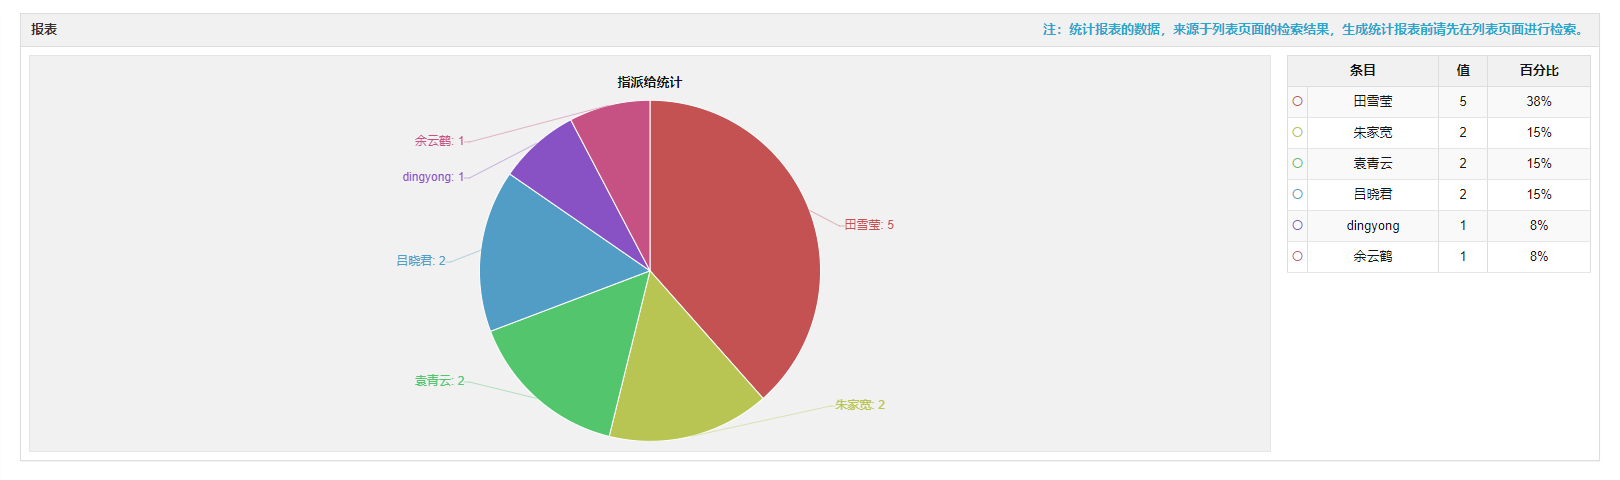 报表
注：统计报表的数据，来源于列表页面的检索结果，生成统计报表前请先在列表页面进行检索。
指派给统计
余云鹤: 1
dingyong: 1
田雪莹: 5
吕晓君: 2
袁青云: 2
朱家宽: 2
条目 值 百分比
田雪莹 5 38%
朱家宽 2 15%
袁青云 2 15%
吕晓君 2 15%
dingyong 1 8%
余云鹤 1 8%